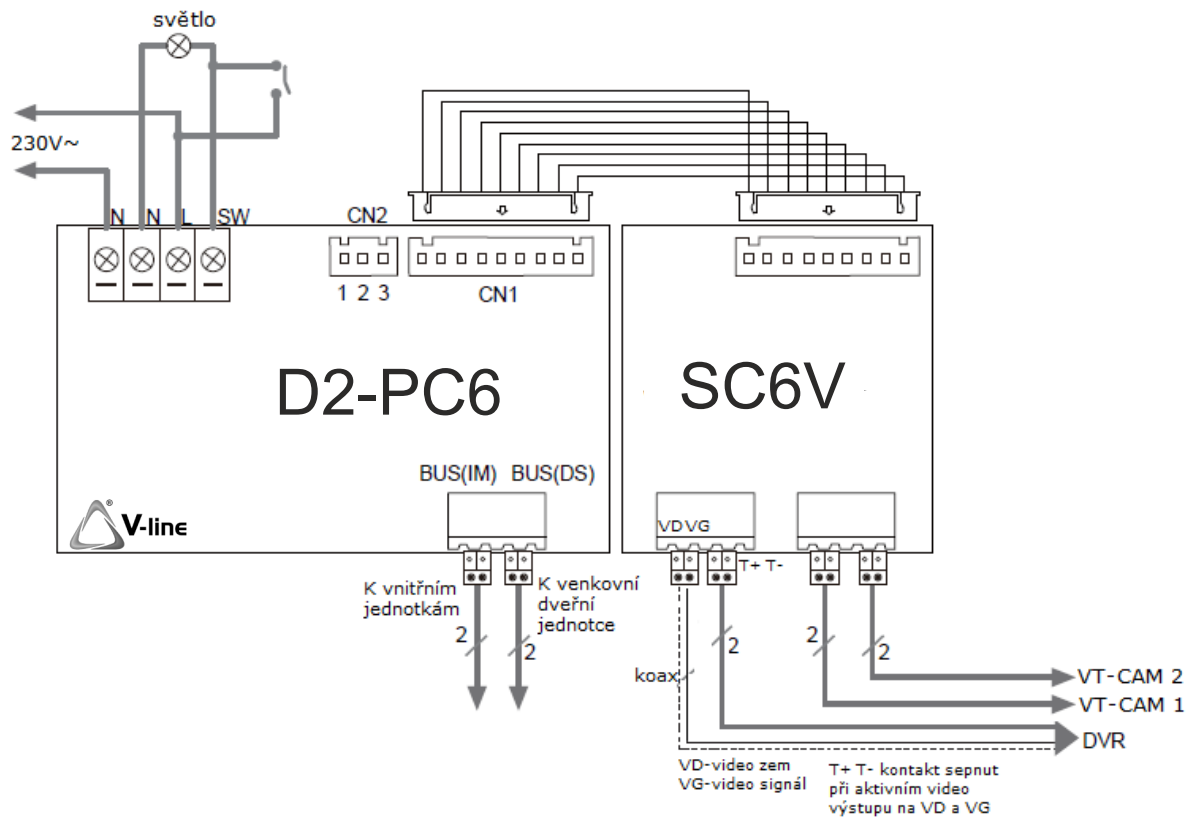 světlo
230V~
N N L SW
CN2
1 2 3
CN1
D2-PC6
SC6V
BUS(IM) BUS(DS)
® V-line
VD VG
T+ T-
K vnitřním
jednotkám
K venkovní
dveřní
jednotce
2
2
2
2
2
koax
VT-CAM 2
VT-CAM 1
DVR
VD-video zem
VG-video signál
T+ T- kontakt sepnut
při aktivním video
výstupu na VD a VG